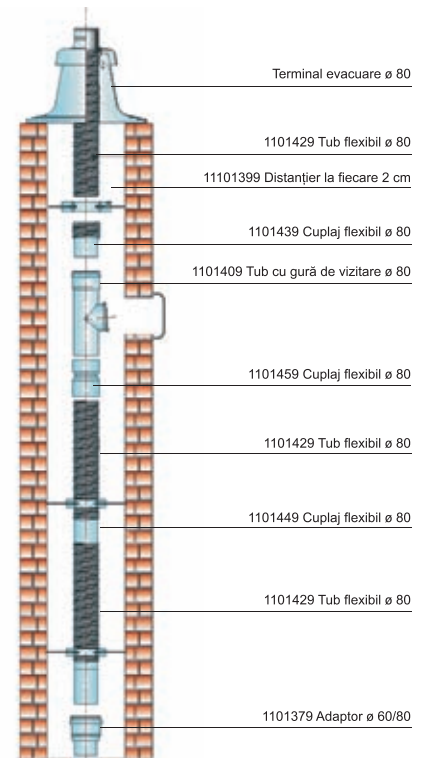 Terminal evacuare ø 80
1101429 Tub flexibil ø 80
11101399 Distanțier la fiecare 2 cm
1101439 Cuplaj flexibil ø 80
1101409 Tub cu gură de vizitare ø 80
1101459 Cuplaj flexibil ø 80
1101429 Tub flexibil ø 80
1101449 Cuplaj flexibil ø 80
1101429 Tub flexibil ø 80
1101379 Adaptor ø 60/80